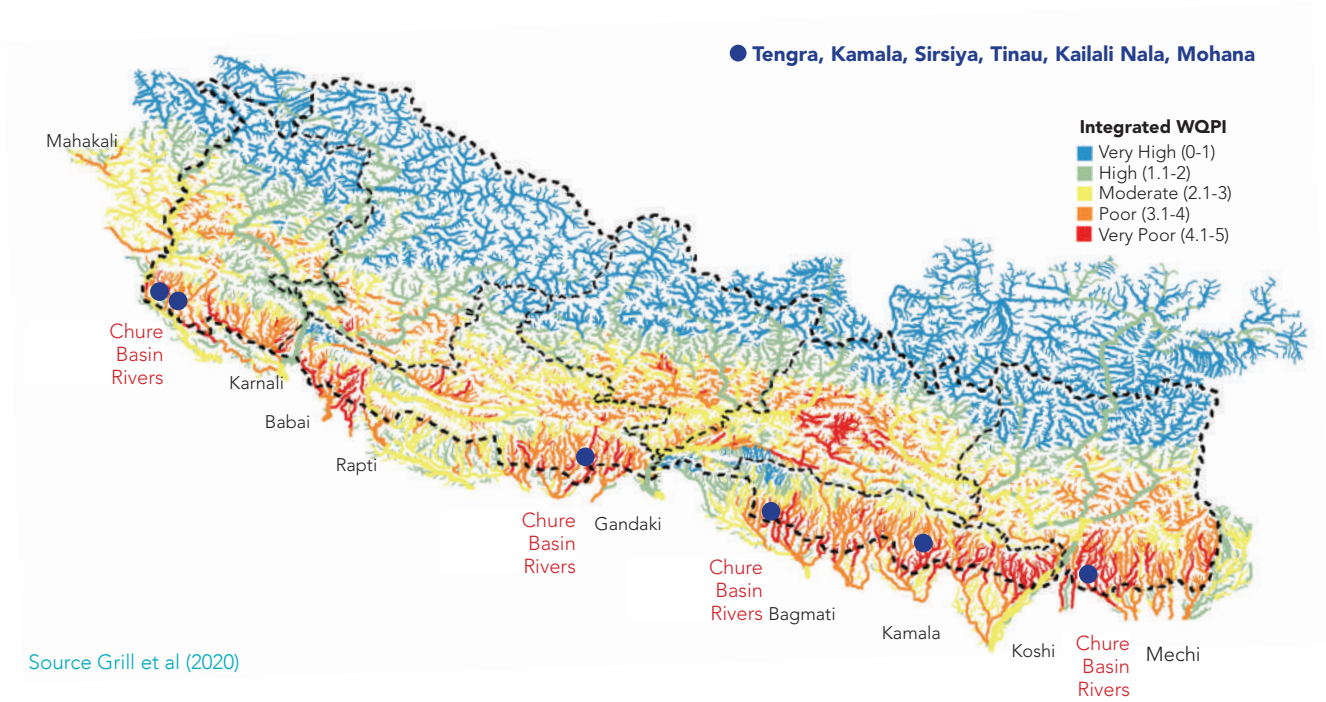 Tengra, Kamala, Sirsiya, Tinau, Kailali Nala, Mohana
Integrated WQPI
Very High (0-1)
High (1.1-2)
Moderate (2.1-3)
Poor (3.1-4)
Very Poor (4.1-5)
Mahakali
Chure
Basin
Rivers
Karnali
Babai
Rapti
Chure
Basin
Rivers
Gandaki
Chure
Basin
Rivers
Bagmati
Kamala
Koshi
Chure
Basin
Rivers
Mechi
Source Grill et al (2020)